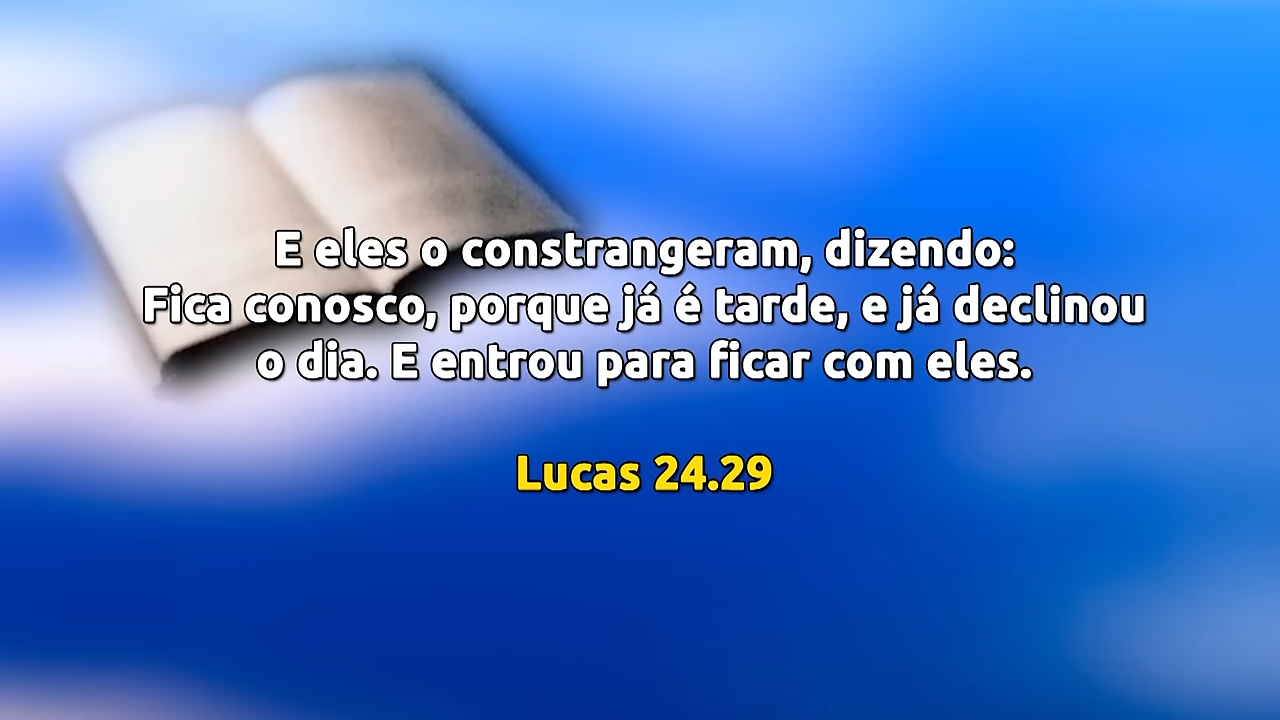 E eles o constrangeram, dizendo:
Fica conosco, porque já é tarde, e já declinou
o dia. E entrou para ficar com eles.
Lucas 24.29